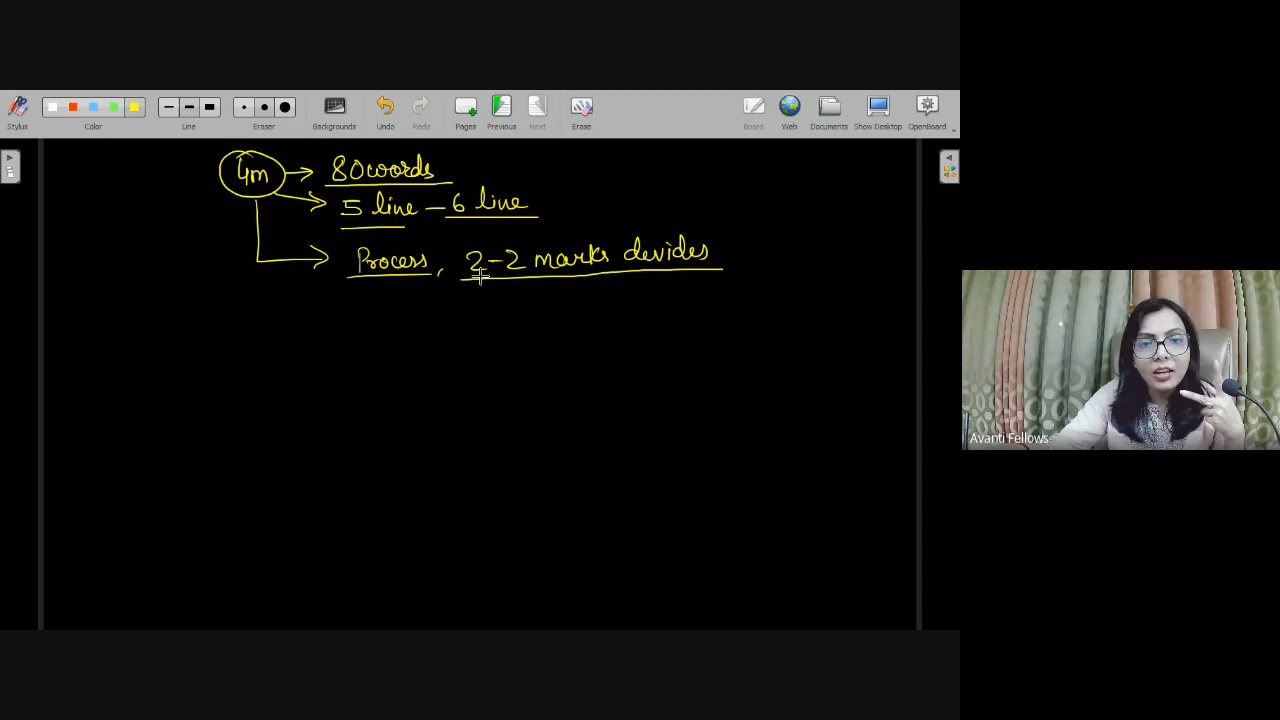 Stylus
Color
Line
Eraser
Backgrounds
Undo
Redo
Pages
Previous
Next
Erase
Board
Web
Documents
Show Desktop
OpenBoard
4m → 80 words
5 line – 6 line
Process, 2-2 marks devides
Avanti Fellows